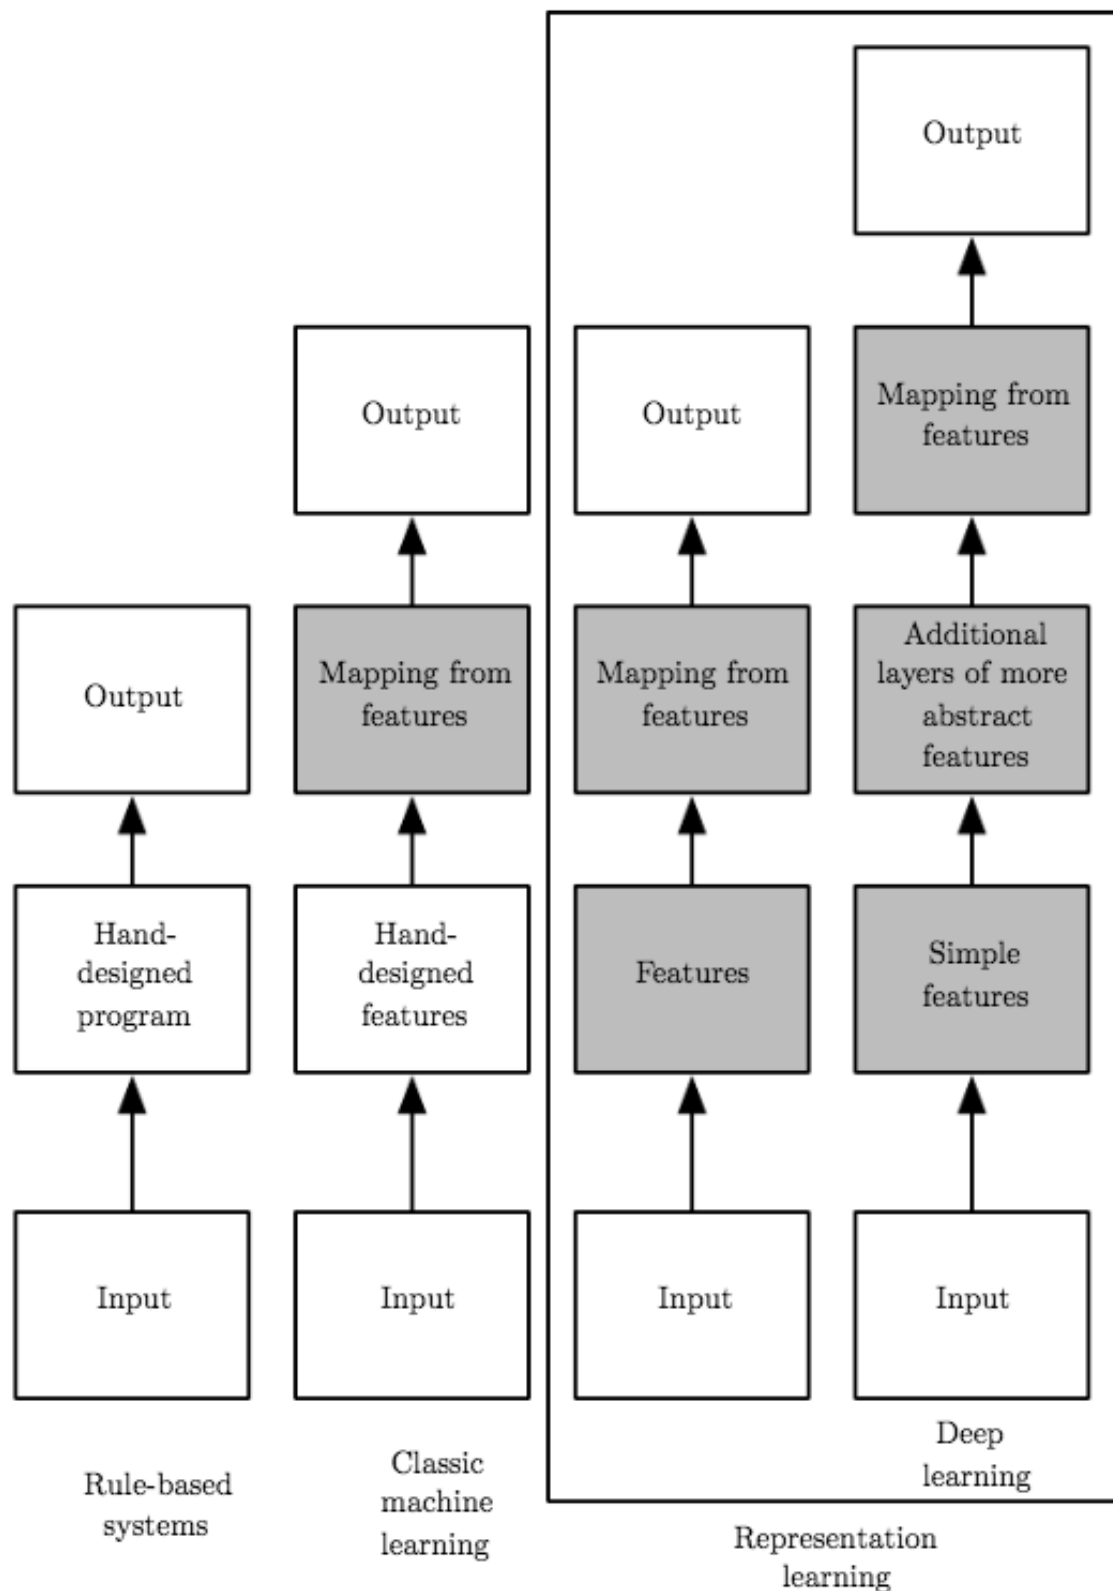 Output
Output
Output
Mapping from
features
Output
Mapping from
features
Mapping from
features
Additional
layers of more
abstract
features
Hand-
designed
program
Hand-
designed
features
Features
Simple
features
Input
Input
Input
Input
Rule-based
systems
Classic
machine
learning
Deep
learning
Representation
learning